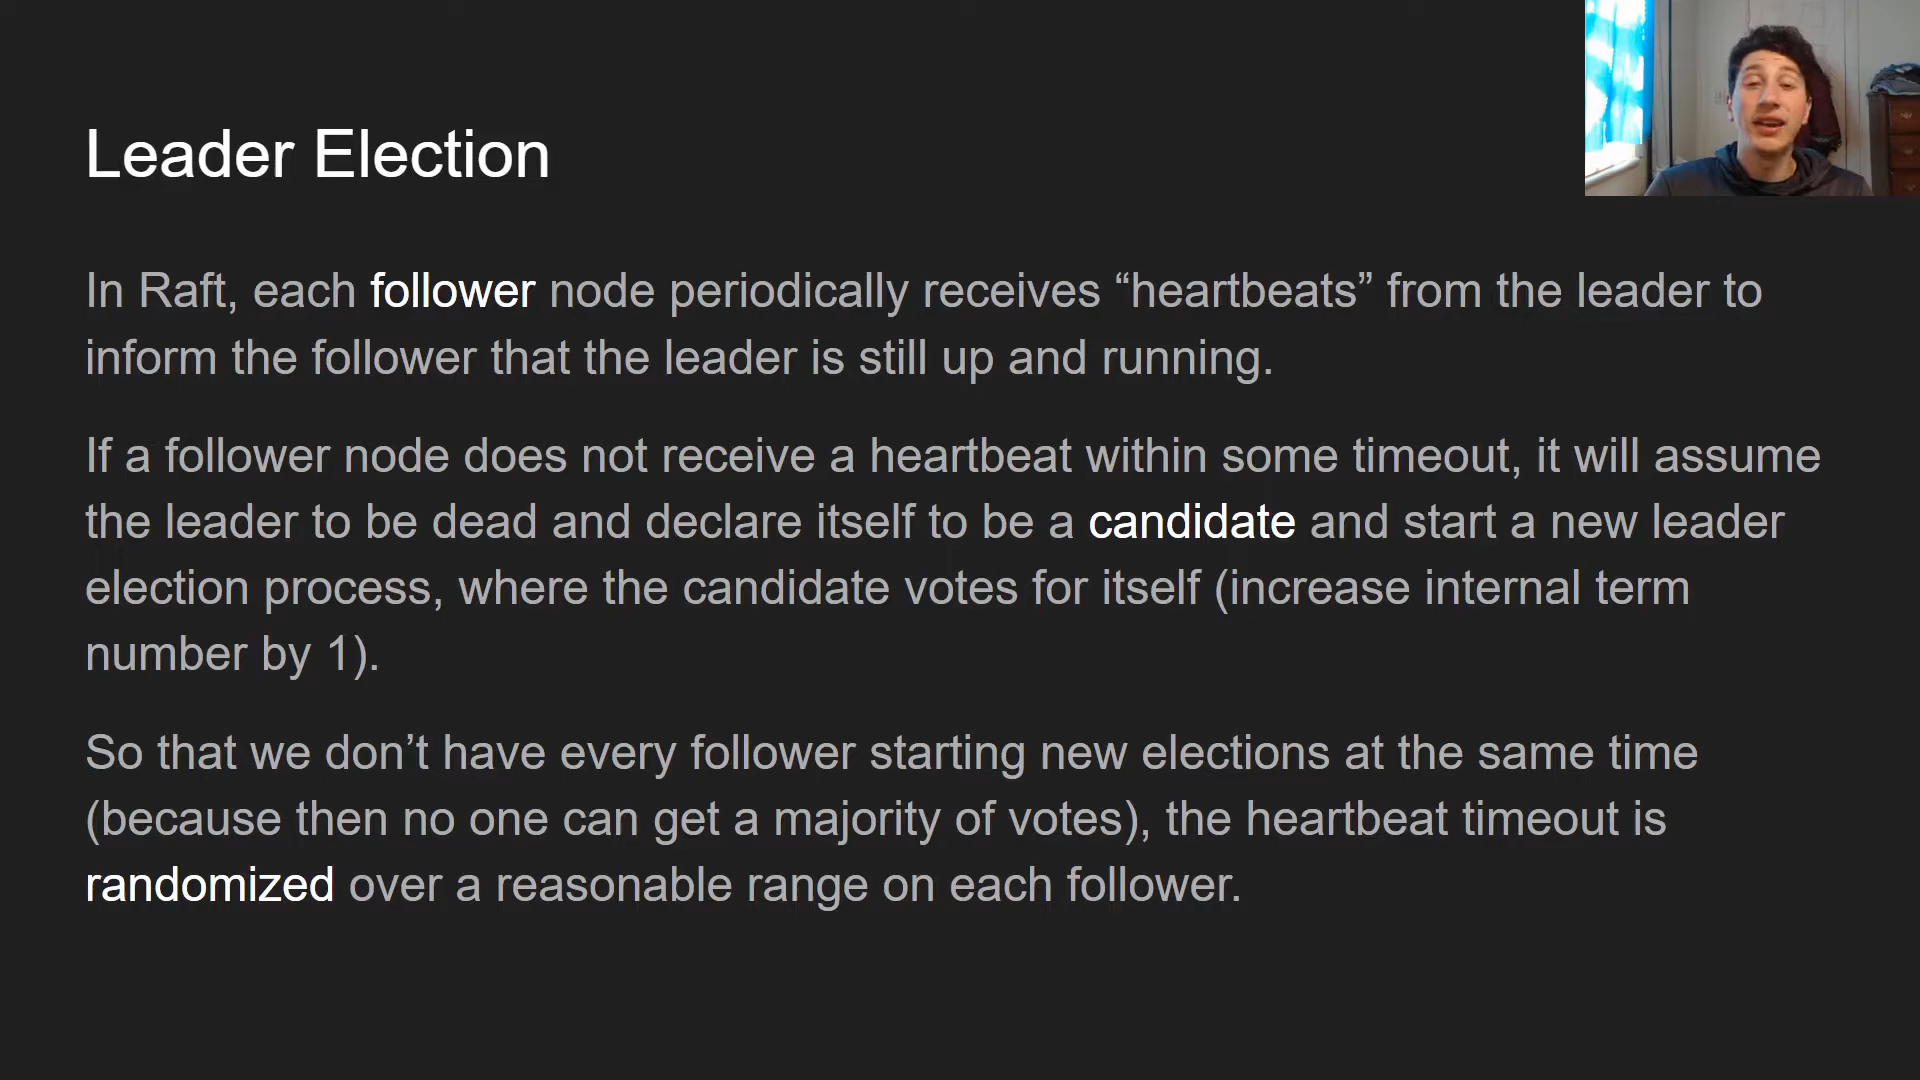 Leader Election
In Raft, each follower node periodically receives “heartbeats” from the leader to
inform the follower that the leader is still up and running.
If a follower node does not receive a heartbeat within some timeout, it will assume
the leader to be dead and declare itself to be a candidate and start a new leader
election process, where the candidate votes for itself (increase internal term
number by 1).
So that we don’t have every follower starting new elections at the same time
(because then no one can get a majority of votes), the heartbeat timeout is
randomized over a reasonable range on each follower.